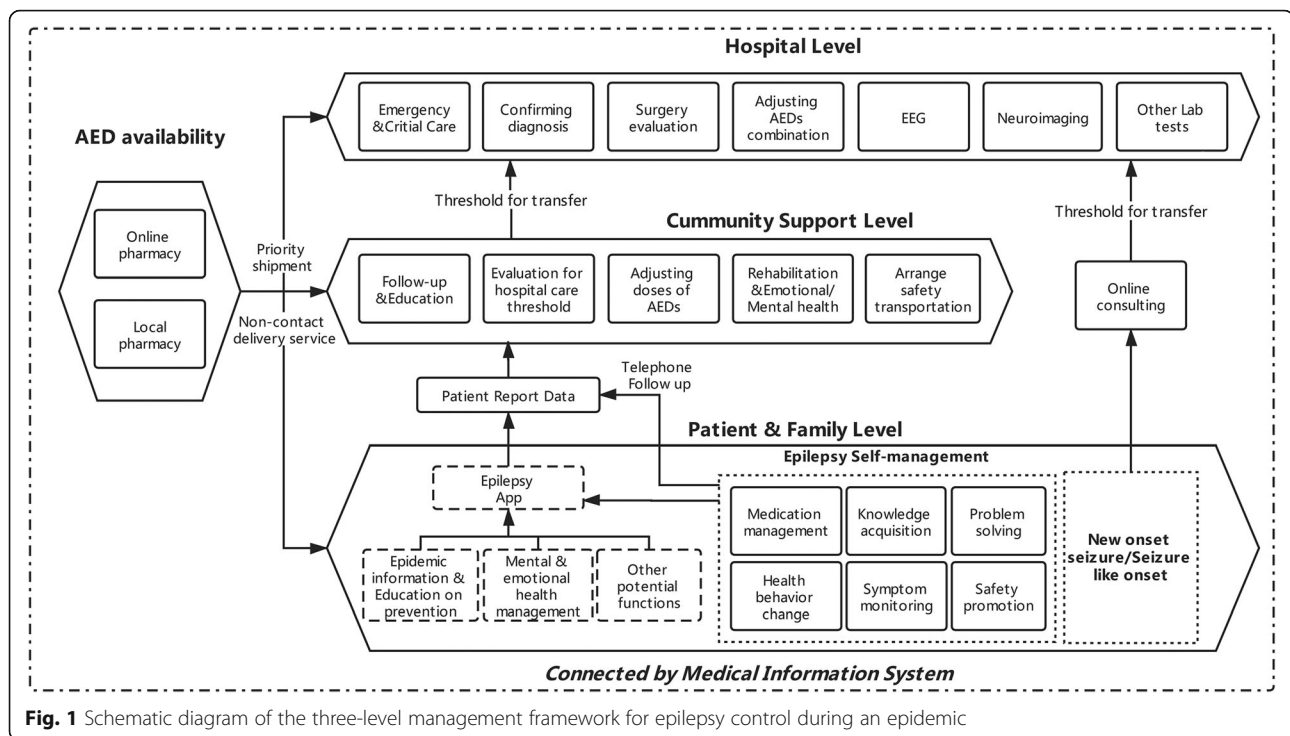 Hospital Level
Emergency
&Critial Care
Confirming
diagnosis
Surgery
evaluation
Adjusting
AEDs
combination
EEG
Neuroimaging
Other Lab
tests
AED availability
Online
pharmacy
Local
pharmacy
Priority
shipment
Non-contact
delivery service
Threshold for transfer
Threshold for transfer
Cummunity Support Level
Follow-up
&Education
Evaluation for
hospital care
threshold
Adjusting
doses of
AEDs
Rehabilitation
&Emotional/
Mental health
Arrange
safety
transportation
Online
consulting
Patient Report Data
Telephone
Follow up
Patient & Family Level
Epilepsy Self-management
Epilepsy
App
Epidemic
information &
Education on
prevention
Mental &
emotional
health
management
Other
potential
functions
Medication
management
Knowledge
acquisition
Problem
solving
Health
behavior
change
Symptom
monitoring
Safety
promotion
New onset
seizure/Seizure
like onset
Connected by Medical Information System
Fig. 1 Schematic diagram of the three-level management framework for epilepsy control during an epidemic